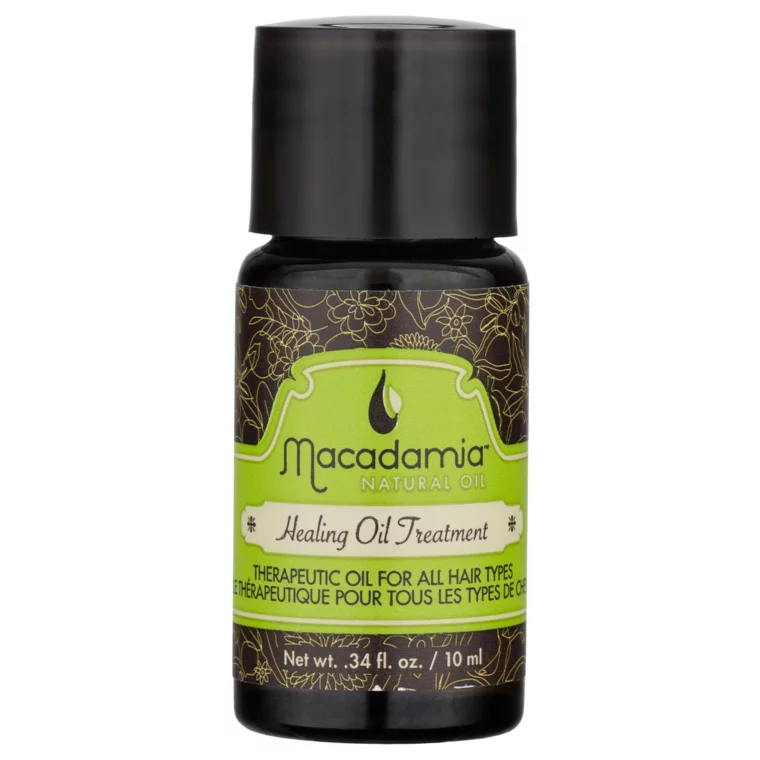 Macadamia™
NATURAL OIL
Healing Oil Treatment
THERAPEUTIC OIL FOR ALL HAIR TYPES
THÉRAPEUTIQUE POUR TOUS LES TYPES DE
Net wt. .34 fl. oz. / 10 ml